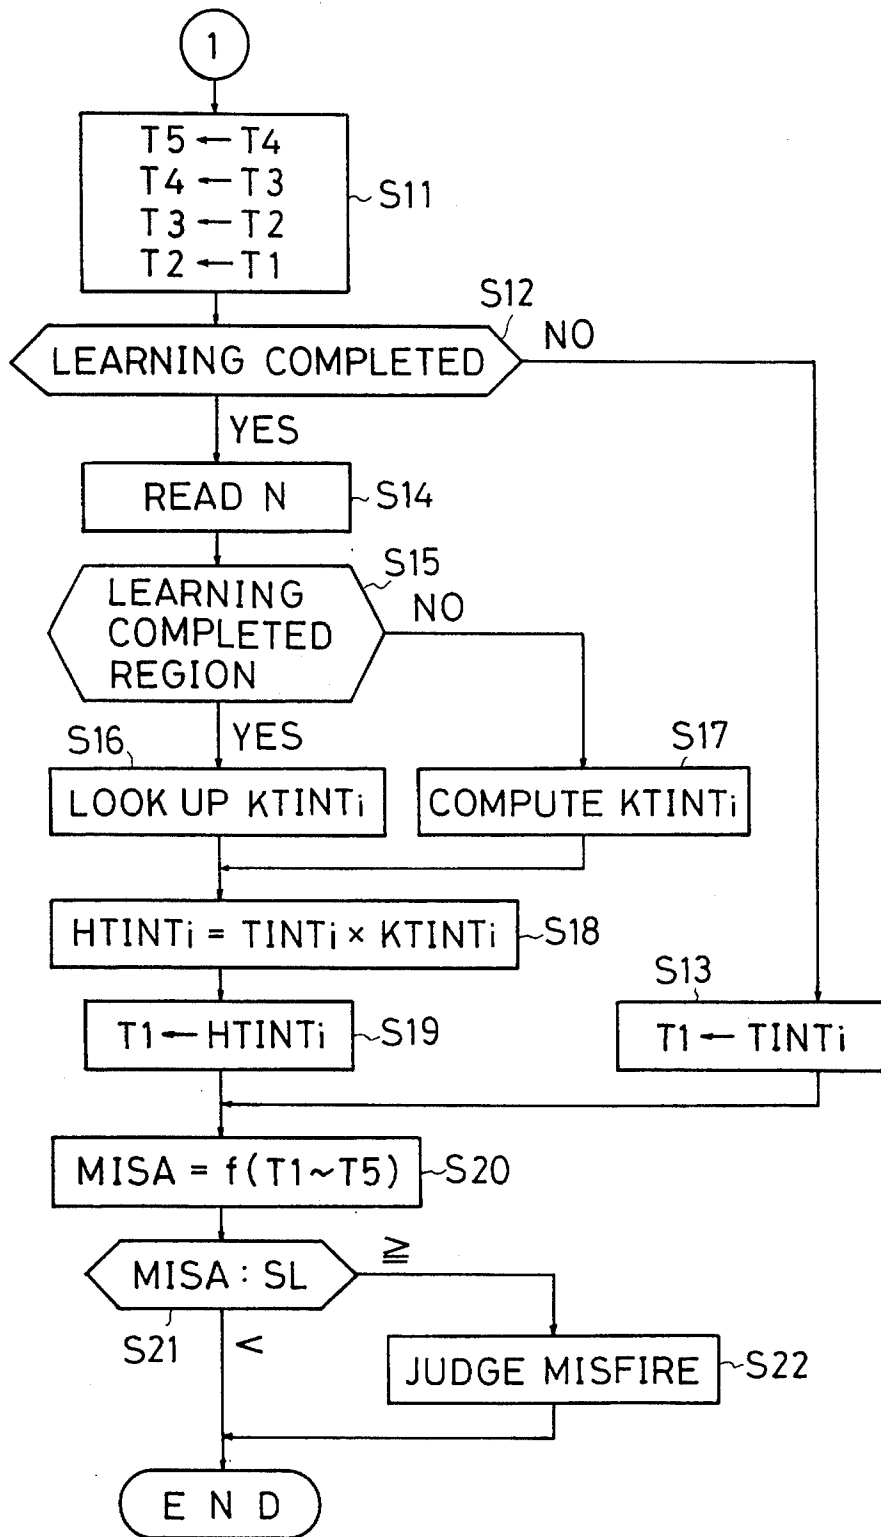 1
T5 ← T4
T4 ← T3
T3 ← T2
T2 ← T1
S11
S12
LEARNING COMPLETED
NO
YES
READ N
S14
S15
LEARNING
COMPLETED
REGION
NO
YES
S16
LOOK UP KTINTi
S17
COMPUTE KTINTi
HTINTi = TINTi × KTINTi
S18
T1 ← HTINTi
S19
S13
T1 ← TINTi
MISA = f(T1~T5)
S20
MISA : SL
≧
S21
<
JUDGE MISFIRE
S22
END